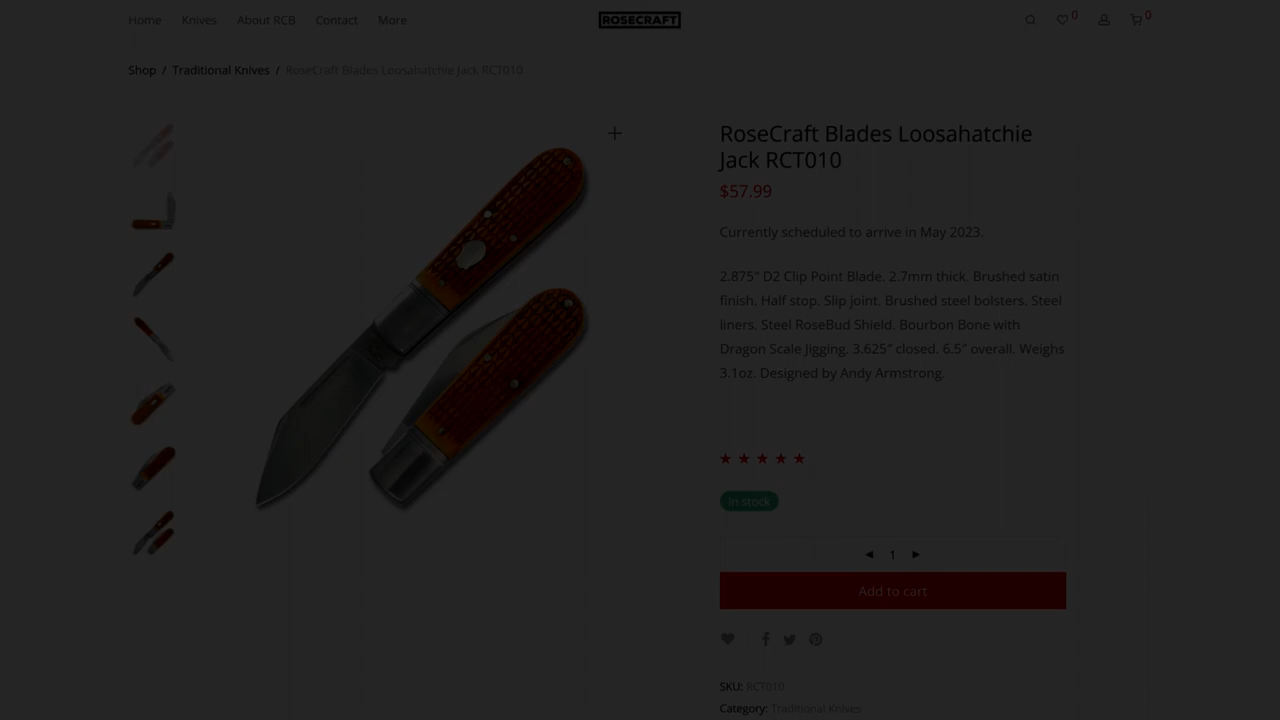 Home Knives About RCB Contact More ROSECRAFT 0 0
Shop / Traditional Knives / RoseCraft Blades Loosahatchie Jack RCT010
RoseCraft Blades Loosahatchie
Jack RCT010
$57.99
Currently scheduled to arrive in May 2023.
2.875″ D2 Clip Point Blade. 2.7mm thick. Brushed satin
finish. Half stop. Slip joint. Brushed steel bolsters. Steel
liners. Steel RoseBud Shield. Bourbon Bone with
Dragon Scale Jigging. 3.625″ closed. 6.5″ overall. Weighs
3.1oz. Designed by Andy Armstrong.
In stock
1
Add to cart
SKU: RCT010
Category: Traditional Knives